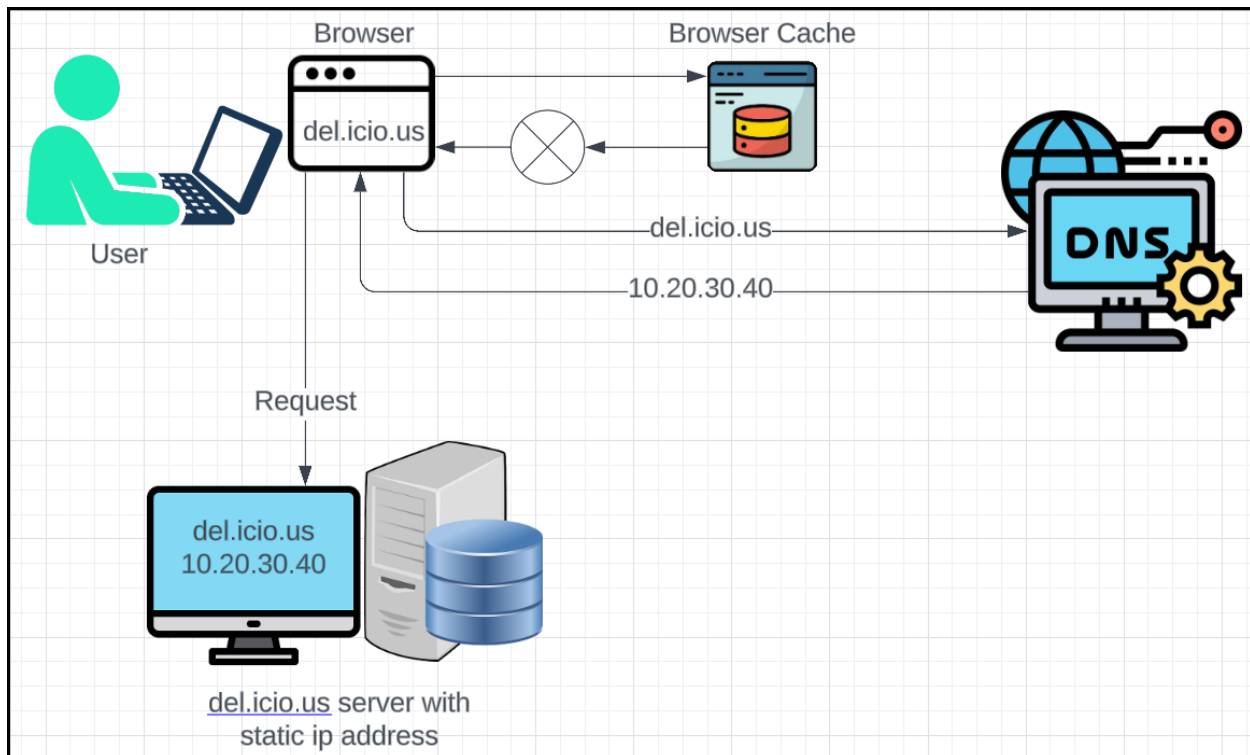 Browser
Browser Cache
del.icio.us
User
del.icio.us
DNS
10.20.30.40
Request
del.icio.us
10.20.30.40
del.icio.us server with
static ip address